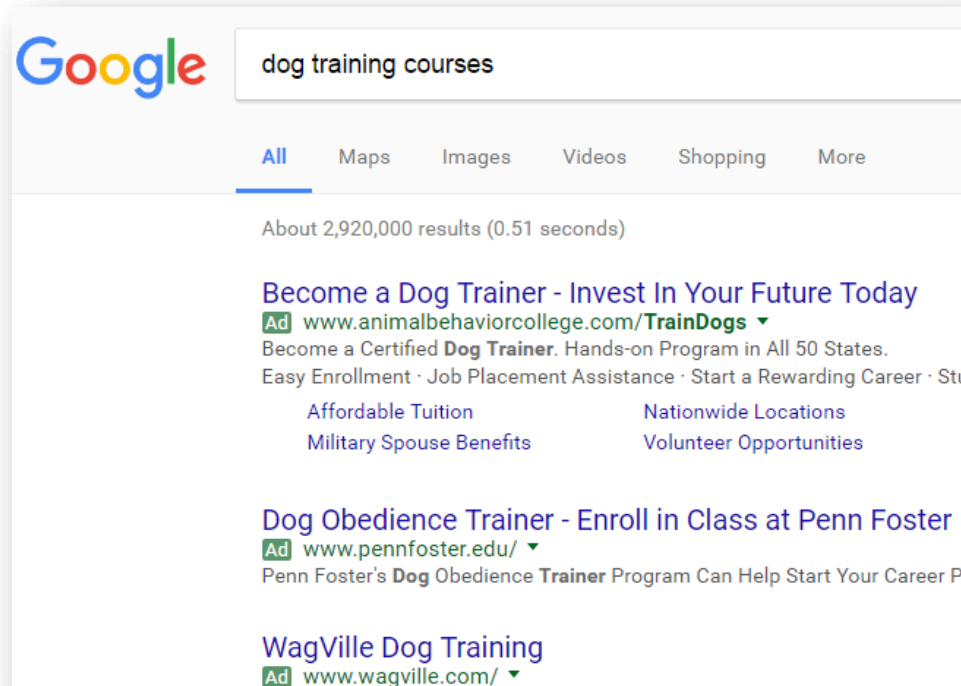 Google
dog training courses
All Maps Images Videos Shopping More
About 2,920,000 results (0.51 seconds)
Become a Dog Trainer - Invest In Your Future Today
Ad www.animalbehaviorcollege.com/TrainDogs
Become a Certified Dog Trainer. Hands-on Program in All 50 States.
Easy Enrollment · Job Placement Assistance · Start a Rewarding Career ·
Affordable Tuition Nationwide Locations
Military Spouse Benefits Volunteer Opportunities
Dog Obedience Trainer - Enroll in Class at Penn Foster
Ad www.pennfoster.edu/
Penn Foster's Dog Obedience Trainer Program Can Help Start Your Career
WagVille Dog Training
Ad www.wagville.com/